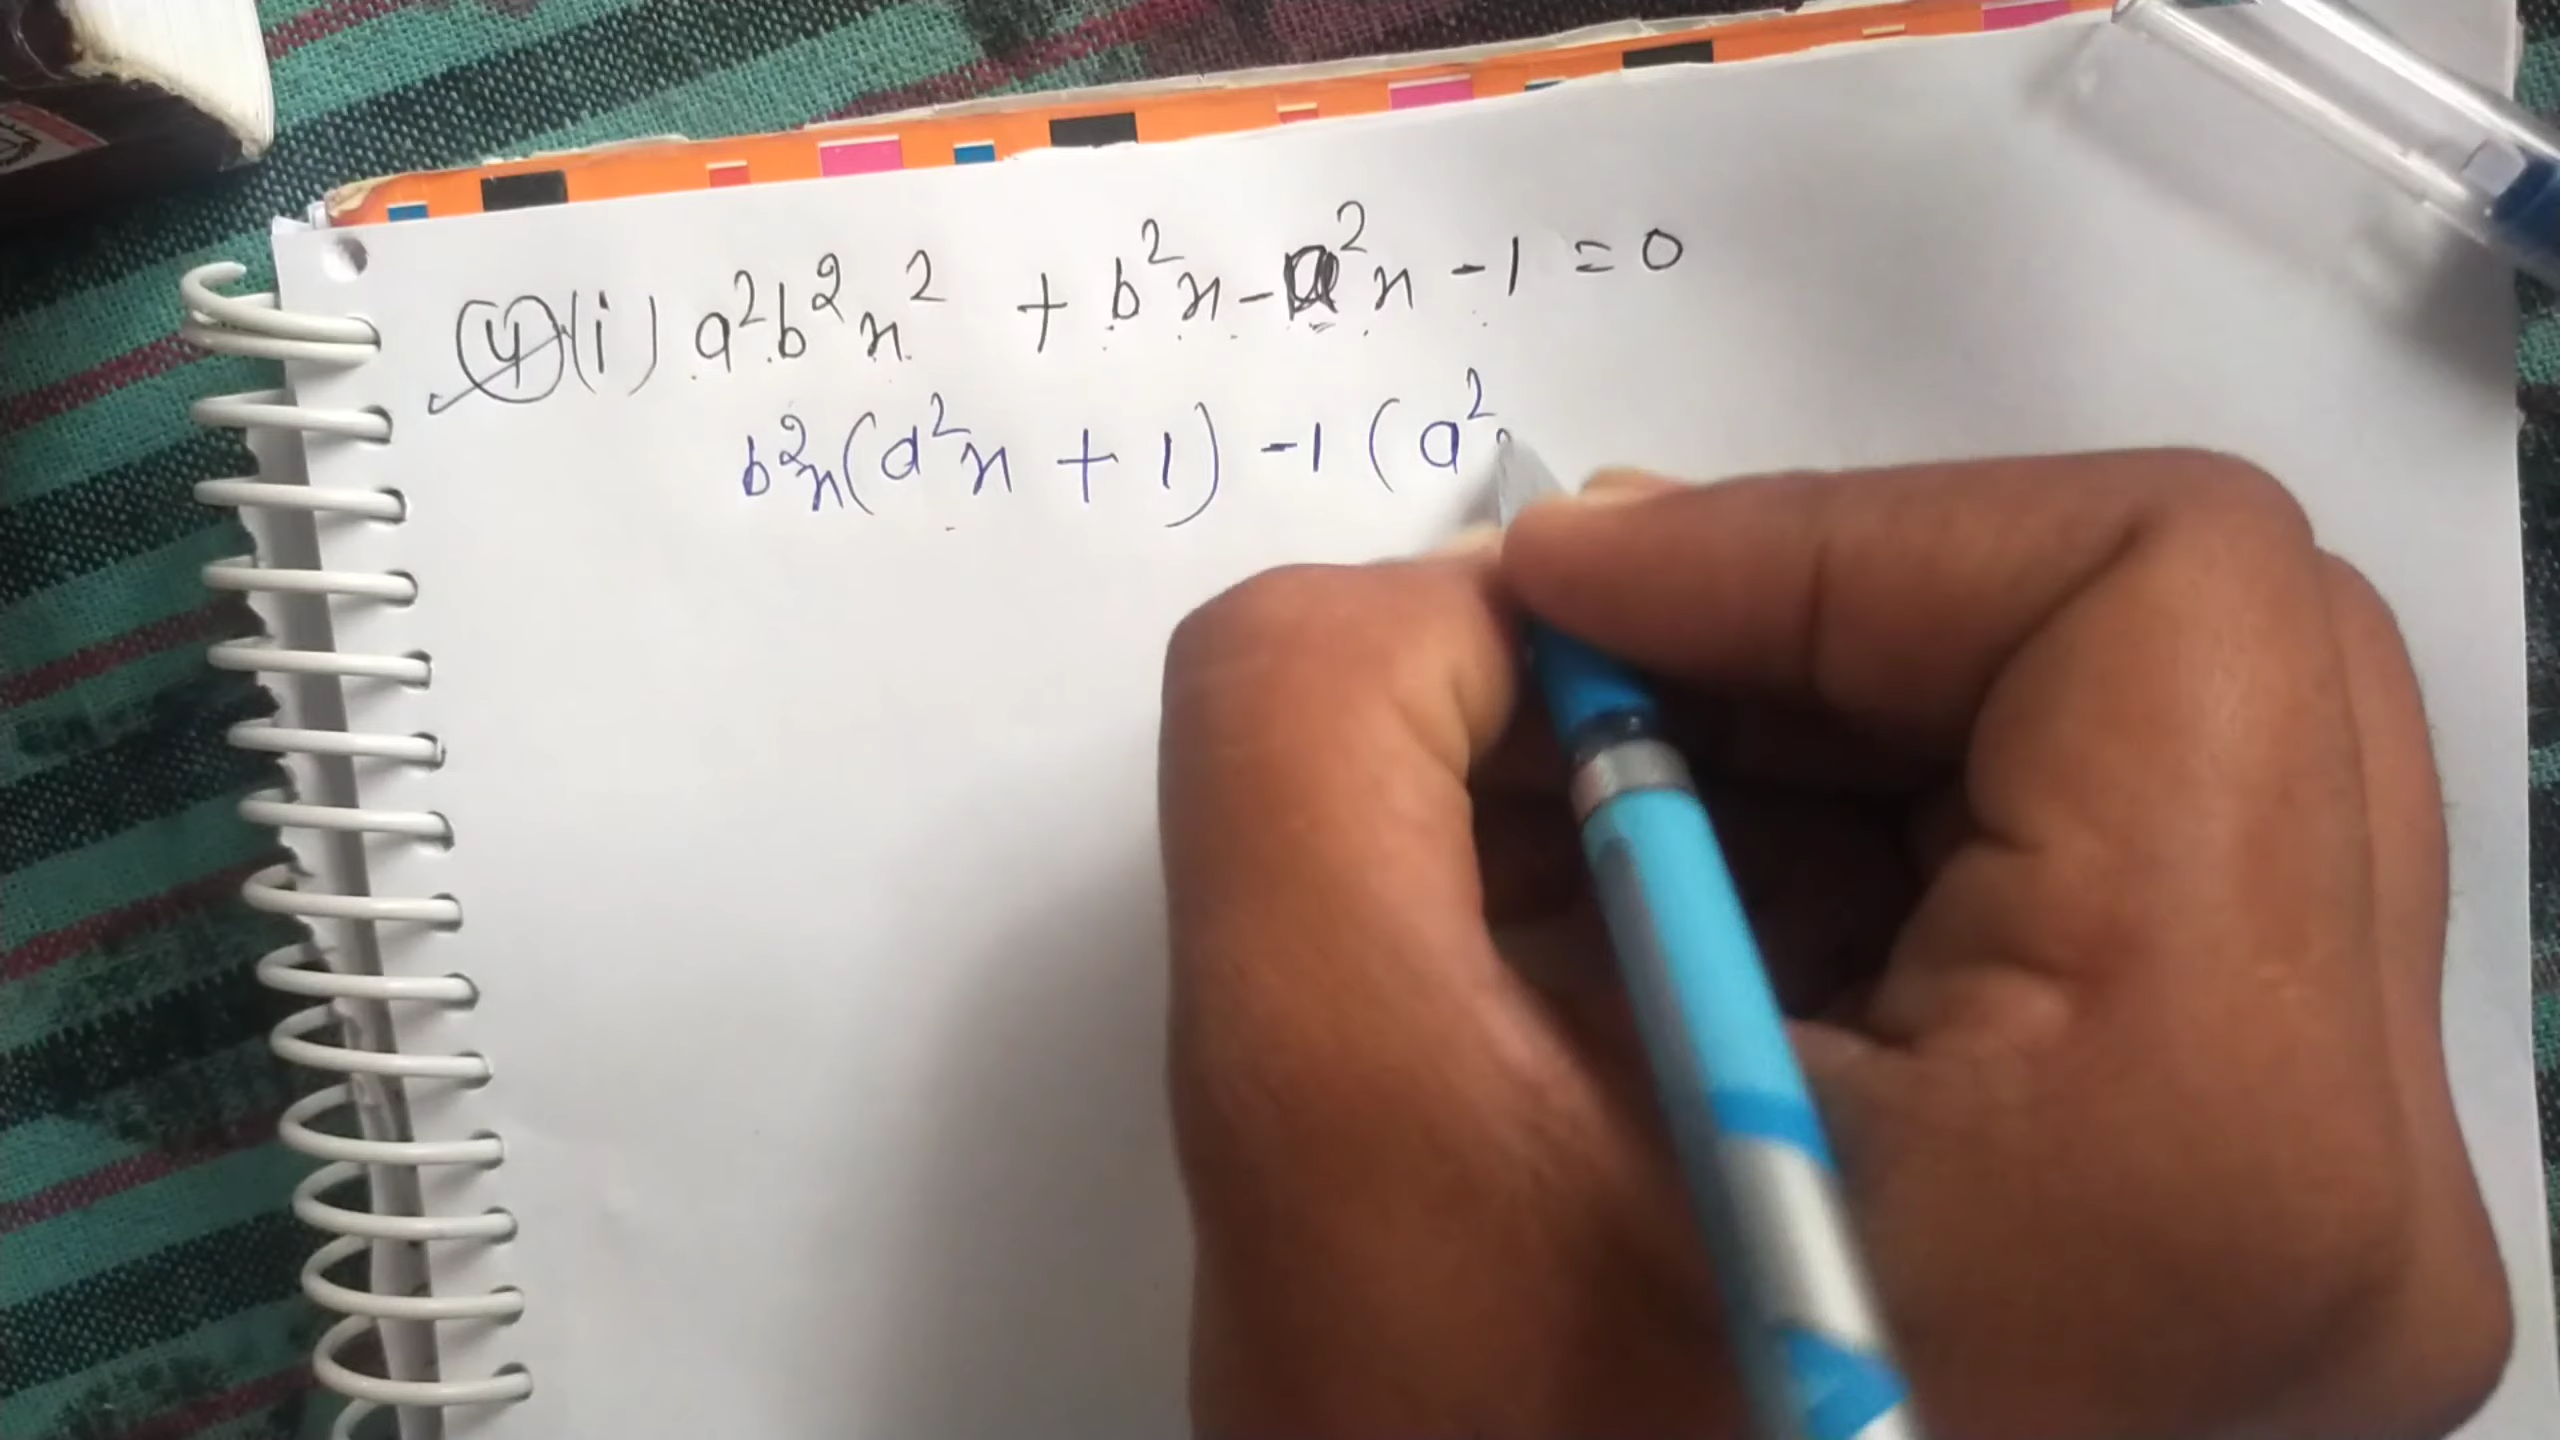 4 (i) a²b²x² + b²x - a²x - 1 = 0
b²x(a²x + 1) - 1 (a²